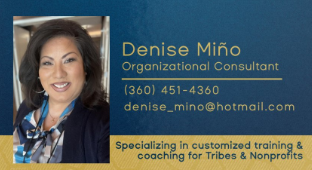 Denise Miño
Organizational Consultant
(360) 451-4360
denise_mino@hotmail.com
Specializing in customized training &
coaching for Tribes & Nonprofits